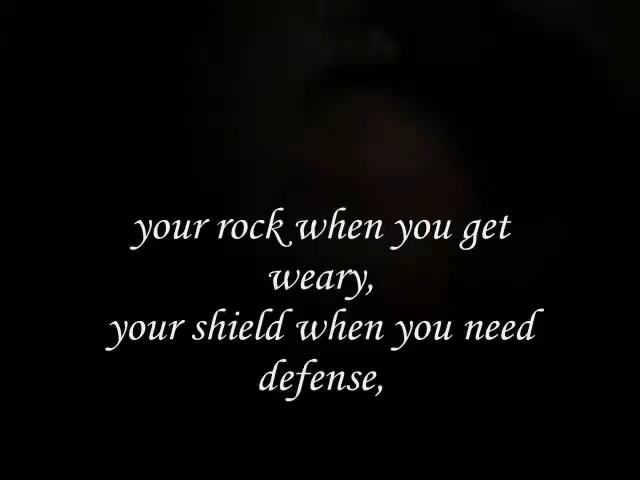 your rock when you get
weary,
your shield when you need
defense,